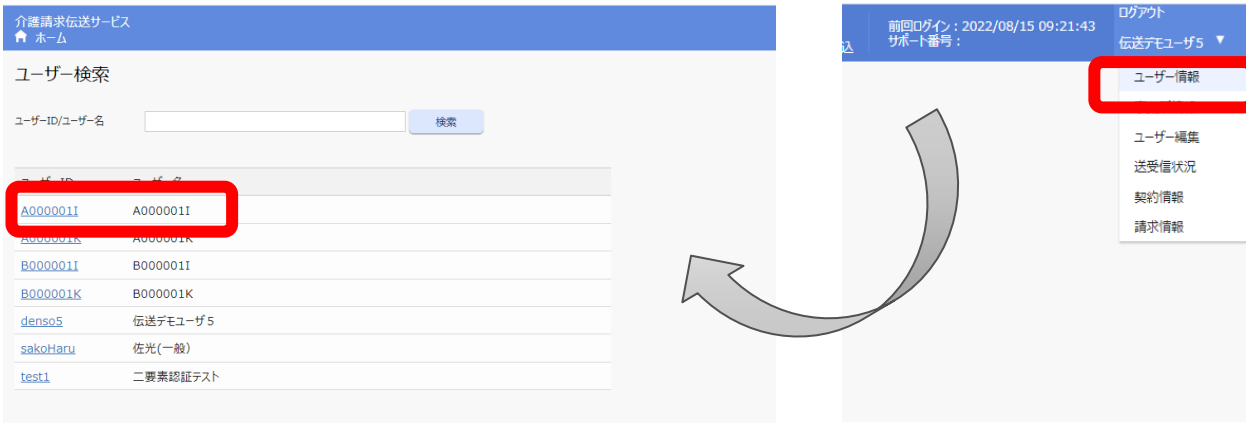 介護請求伝送サービス
ホーム
ユーザー検索
ユーザーID/ユーザー名
検索
A000001I A000001I
A000001K A000001K
B000001I B000001I
B000001K B000001K
denso5 伝送デモユーザ5
sakoHaru 佐光(一般)
test1 二要素認証テスト
込
前回ログイン:2022/08/15 09:21:43
サポート番号:
ログアウト
伝送デモユーザ5 ▼
ユーザー情報
ユーザー編集
送受信状況
契約情報
請求情報